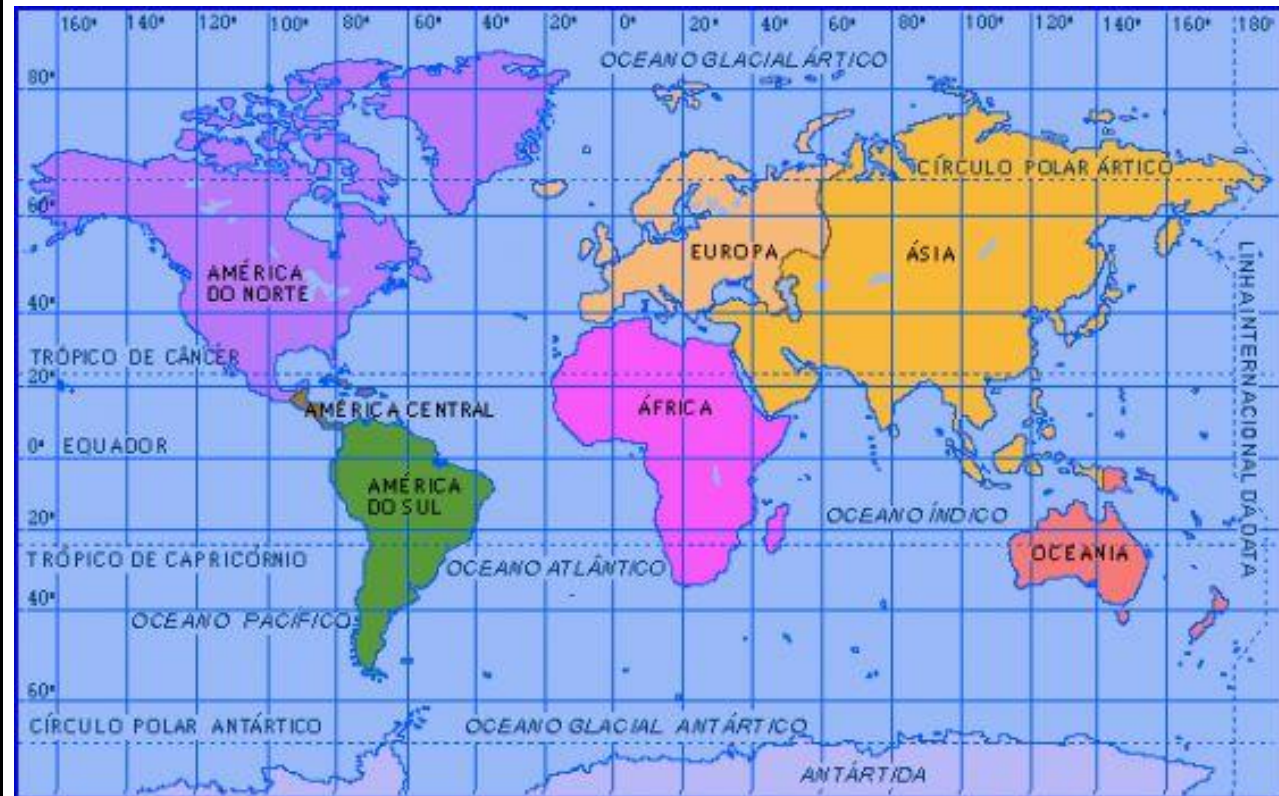 160° 140° 120° 100° 80° 60° 40° 20° 0° 20° 40° 60° 80° 100° 120° 140° 160° 180°
OCEANO GLACIAL ÁRTICO
80°
CÍRCULO POLAR ÁRTICO
60°
EUROPA
ÁSIA
LINHA INTERNACIONAL DA DATA
AMÉRICA
DO NORTE
40°
TRÓPICO DE CÂNCER
20°
AMÉRICA CENTRAL
ÁFRICA
0° EQUADOR
AMÉRICA
DO SUL
20°
OCEANO ÍNDICO
TRÓPICO DE CAPRICÓRNIO
OCEANO ATLÂNTICO
OCEANIA
40°
OCEANO PACÍFICO
60°
CÍRCULO POLAR ANTÁRTICO
OCEANO GLACIAL ANTÁRTICO
ANTÁRTIDA